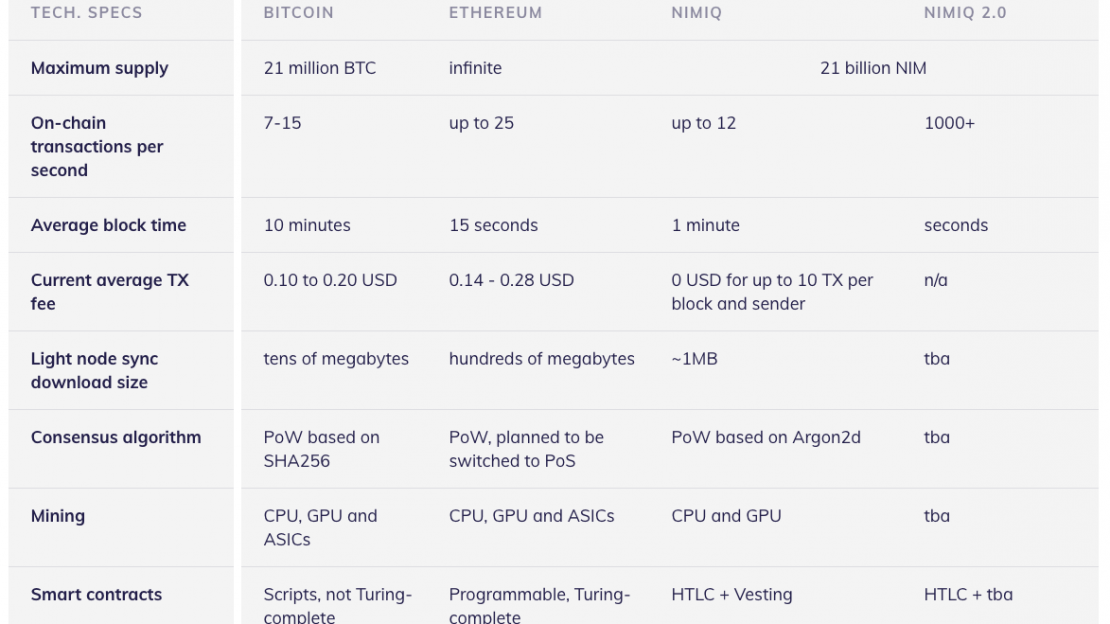 TECH. SPECS BITCOIN ETHEREUM NIMIQ NIMIQ 2.0
Maximum supply 21 million BTC infinite 21 billion NIM
On-chain 7-15 up to 25 up to 12 1000+
transactions per
second
Average block time 10 minutes 15 seconds 1 minute seconds
Current average TX 0.10 to 0.20 USD 0.14 - 0.28 USD 0 USD for up to 10 TX per n/a
fee block and sender
Light node sync tens of megabytes hundreds of megabytes ~1MB tba
download size
Consensus algorithm PoW based on PoW, planned to be PoW based on Argon2d tba
SHA256 switched to PoS
Mining CPU, GPU and CPU, GPU and ASICs CPU and GPU tba
ASICs
Smart contracts Scripts, not Turing- Programmable, Turing- HTLC + Vesting HTLC + tba
complete complete